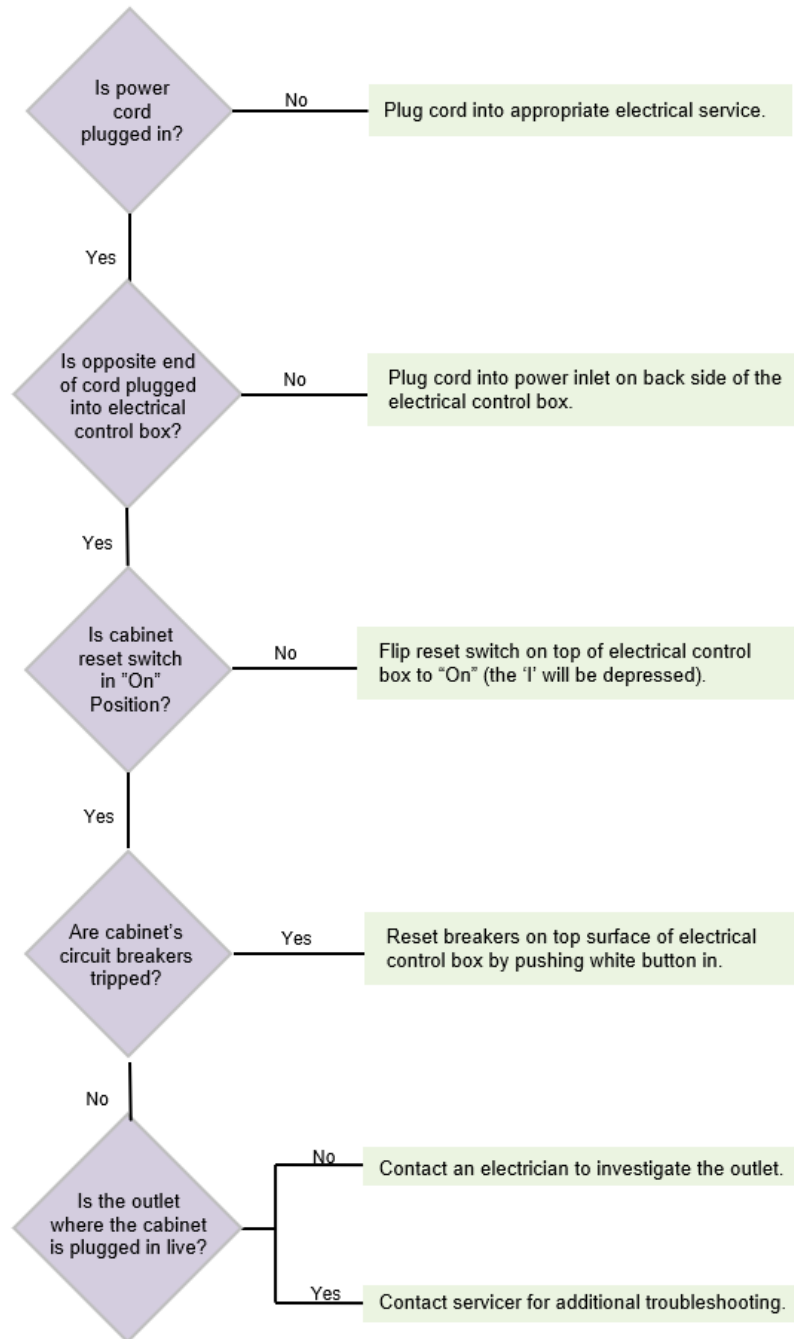 Is power
cord
plugged in?
No
Plug cord into appropriate electrical service.
Yes
Is opposite end
of cord plugged
into electrical
control box?
No
Plug cord into power inlet on back side of the
electrical control box.
Yes
Is cabinet
reset switch
in "On"
Position?
No
Flip reset switch on top of electrical control
box to “On” (the ‘I’ will be depressed).
Yes
Are cabinet's
circuit breakers
tripped?
Yes
Reset breakers on top surface of electrical
control box by pushing white button in.
No
Is the outlet
where the cabinet
is plugged in live?
No
Contact an electrician to investigate the outlet.
Yes
Contact servicer for additional troubleshooting.